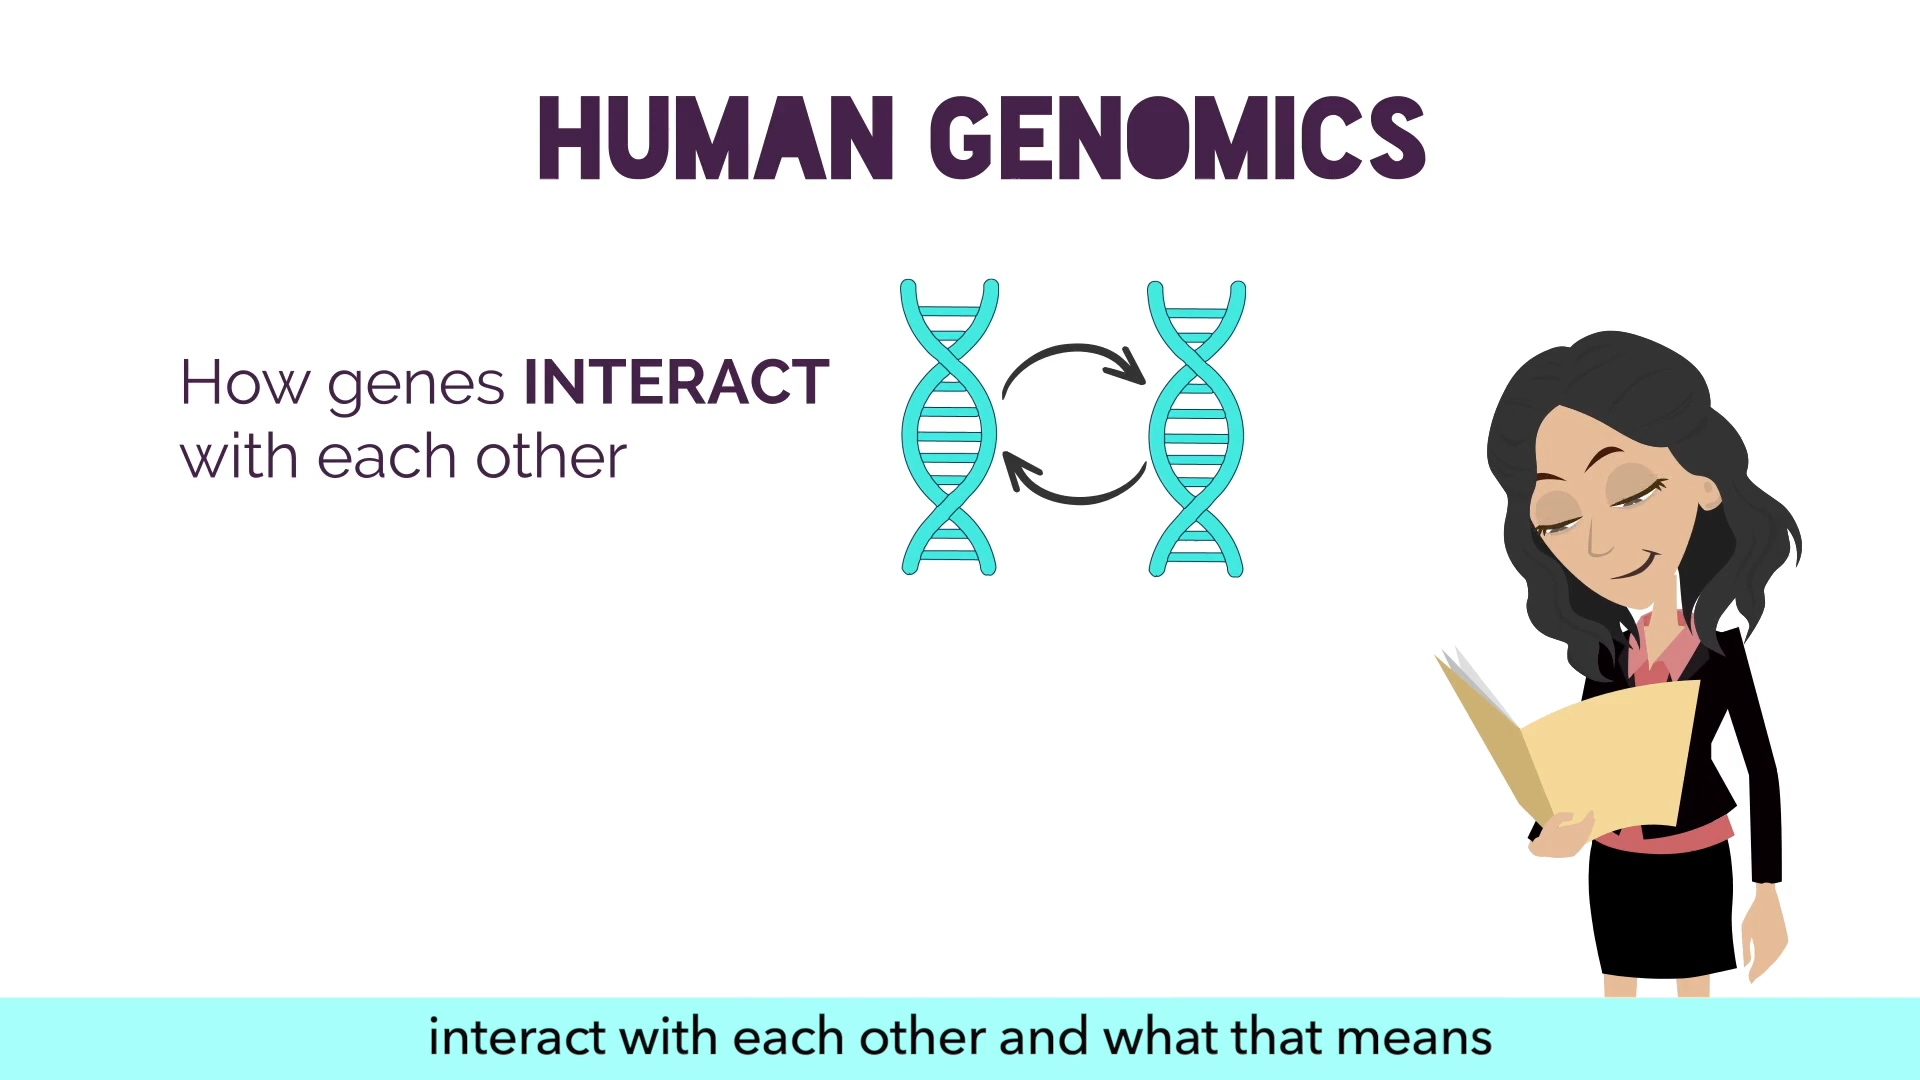 HUMAN GENOMICS
How genes INTERACT
with each other
interact with each other and what that means